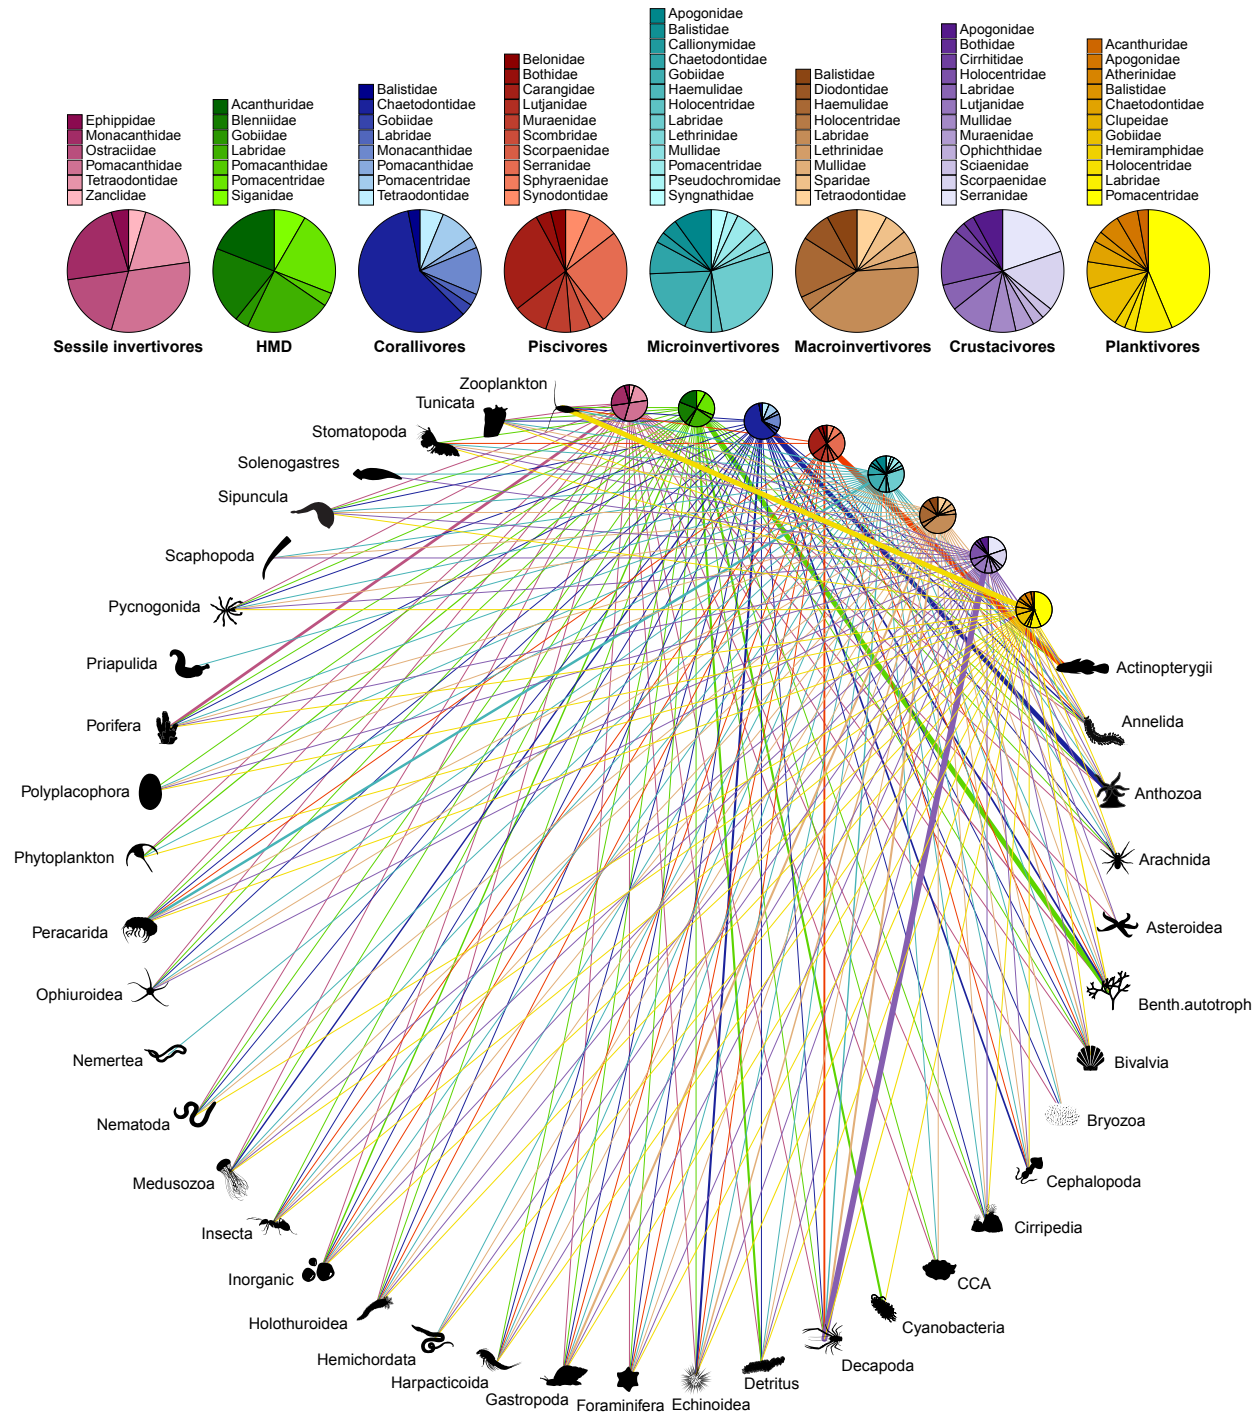 Ephippidae
Monacanthidae
Ostraciidae
Pomacanthidae
Tetraodontidae
Zanclidae
Sessile invertivores
Acanthuridae
Blenniidae
Gobiidae
Labridae
Pomacanthidae
Pomacentridae
Siganidae
HMD
Balistidae
Chaetodontidae
Gobiidae
Labridae
Monacanthidae
Pomacanthidae
Pomacentridae
Tetraodontidae
Corallivores
Belonidae
Bothidae
Carangidae
Lutjanidae
Muraenidae
Scombridae
Scorpaenidae
Serranidae
Sphyraenidae
Synodontidae
Piscivores
Apogonidae
Balistidae
Callionymidae
Chaetodontidae
Gobiidae
Haemulidae
Holocentridae
Labridae
Lethrinidae
Mullidae
Pomacentridae
Pseudochromidae
Syngnathidae
Microinvertivores
Balistidae
Diodontidae
Haemulidae
Holocentridae
Labridae
Lethrinidae
Mullidae
Sparidae
Tetraodontidae
Macroinvertivores
Apogonidae
Bothidae
Cirrhitidae
Holocentridae
Labridae
Lutjanidae
Mullidae
Muraenidae
Ophichthidae
Sciaenidae
Scorpaenidae
Serranidae
Crustacivores
Acanthuridae
Apogonidae
Atherinidae
Balistidae
Chaetodontidae
Clupeidae
Gobiidae
Hemiramphidae
Holocentridae
Labridae
Pomacentridae
Planktivores
Zooplankton
Tunicata
Stomatopoda
Solenogastres
Sipuncula
Scaphopoda
Pycnogonida
Priapulida
Porifera
Polyplacophora
Phytoplankton
Peracarida
Ophiuroidea
Nemertea
Nematoda
Medusozoa
Insecta
Inorganic
Holothuroidea
Hemichordata
Harpacticoida
Gastropoda
Foraminifera
Echinoidea
Detritus
Decapoda
Cyanobacteria
CCA
Cirripedia
Cephalopoda
Bryozoa
Bivalvia
Benth.autotroph
Asteroidea
Arachnida
Anthozoa
Annelida
Actinopterygii